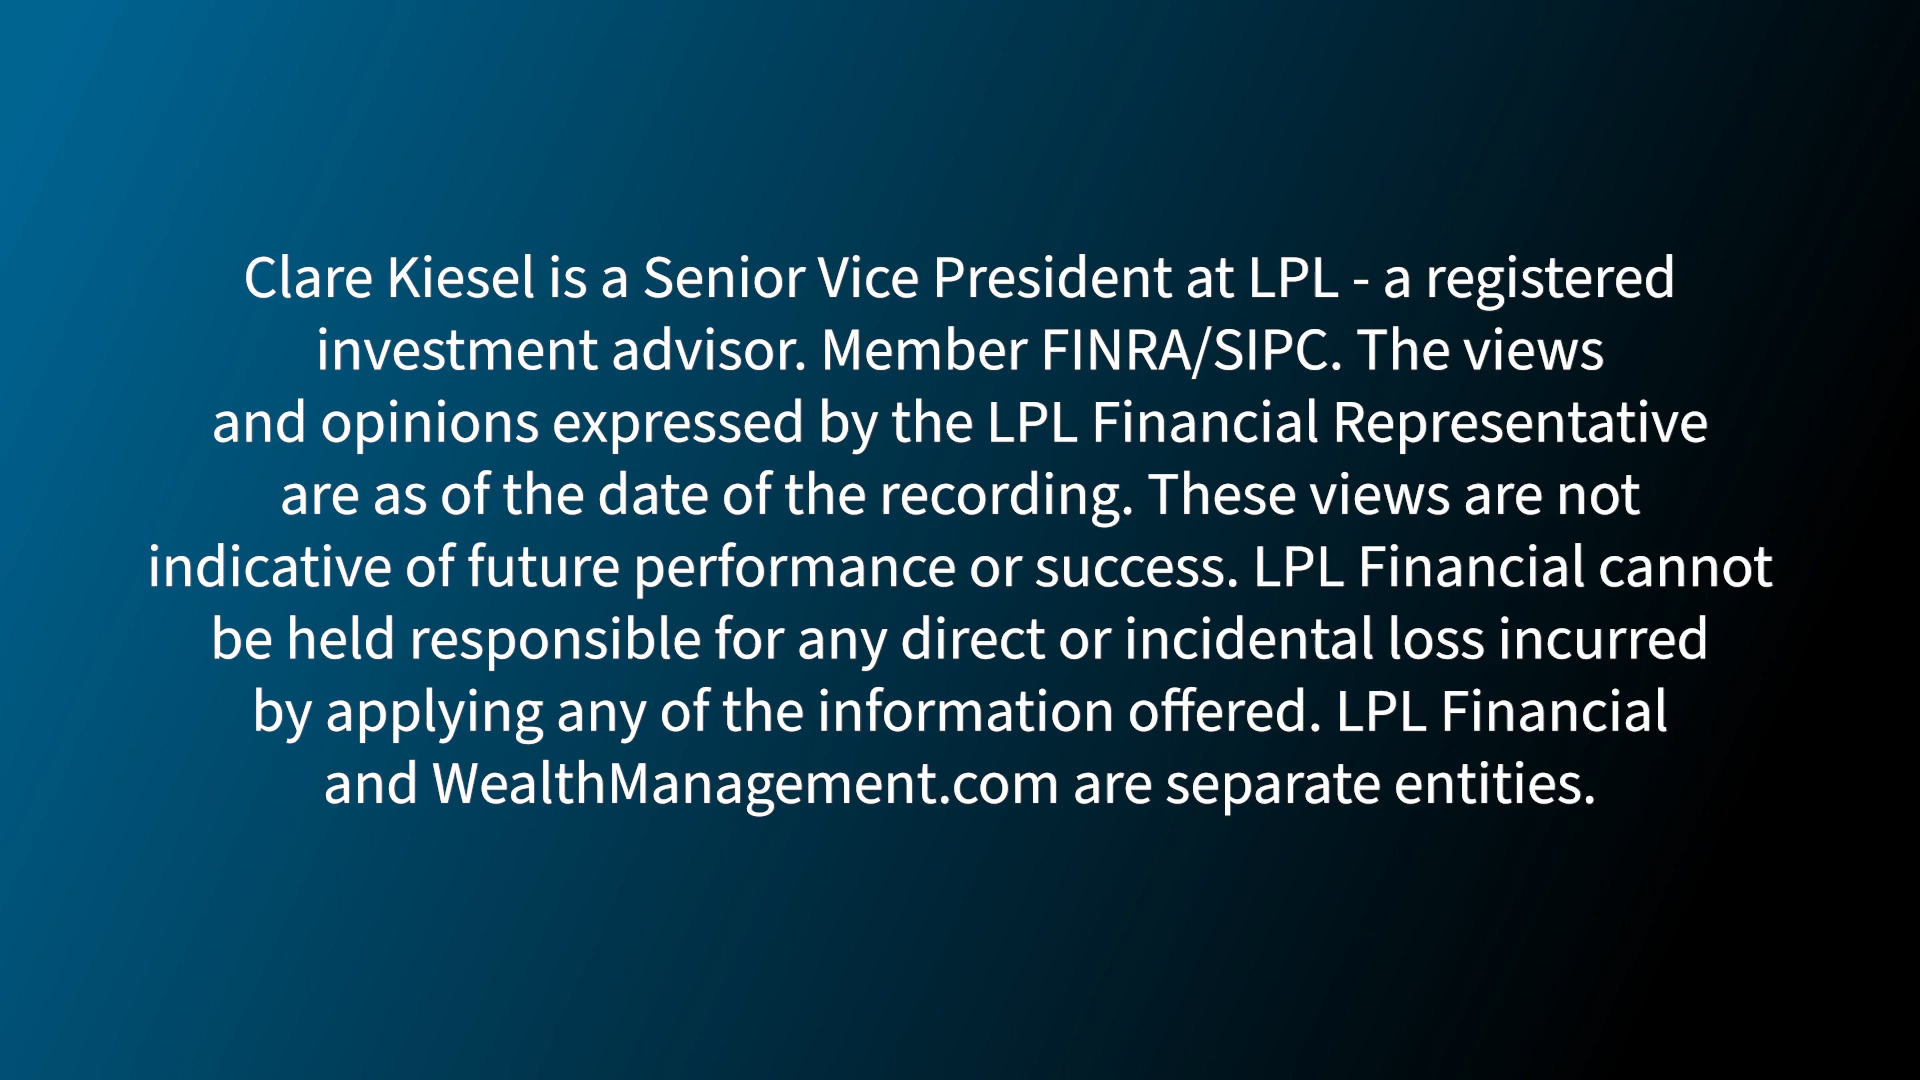 Clare Kiesel is a Senior Vice President at LPL - a registered
investment advisor. Member FINRA/SIPC. The views
and opinions expressed by the LPL Financial Representative
are as of the date of the recording. These views are not
indicative of future performance or success. LPL Financial cannot
be held responsible for any direct or incidental loss incurred
by applying any of the information offered. LPL Financial
and WealthManagement.com are separate entities.